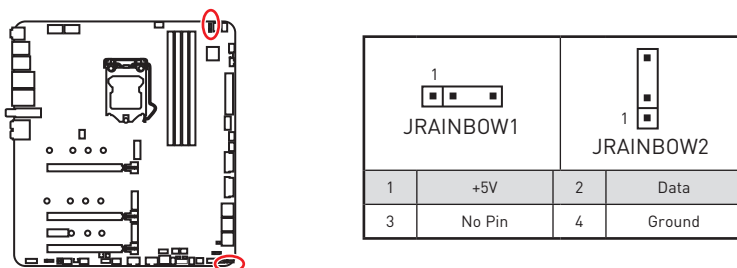 1
JRAINBOW1
1
JRAINBOW2
1 +5V 2 Data
3 No Pin 4 Ground